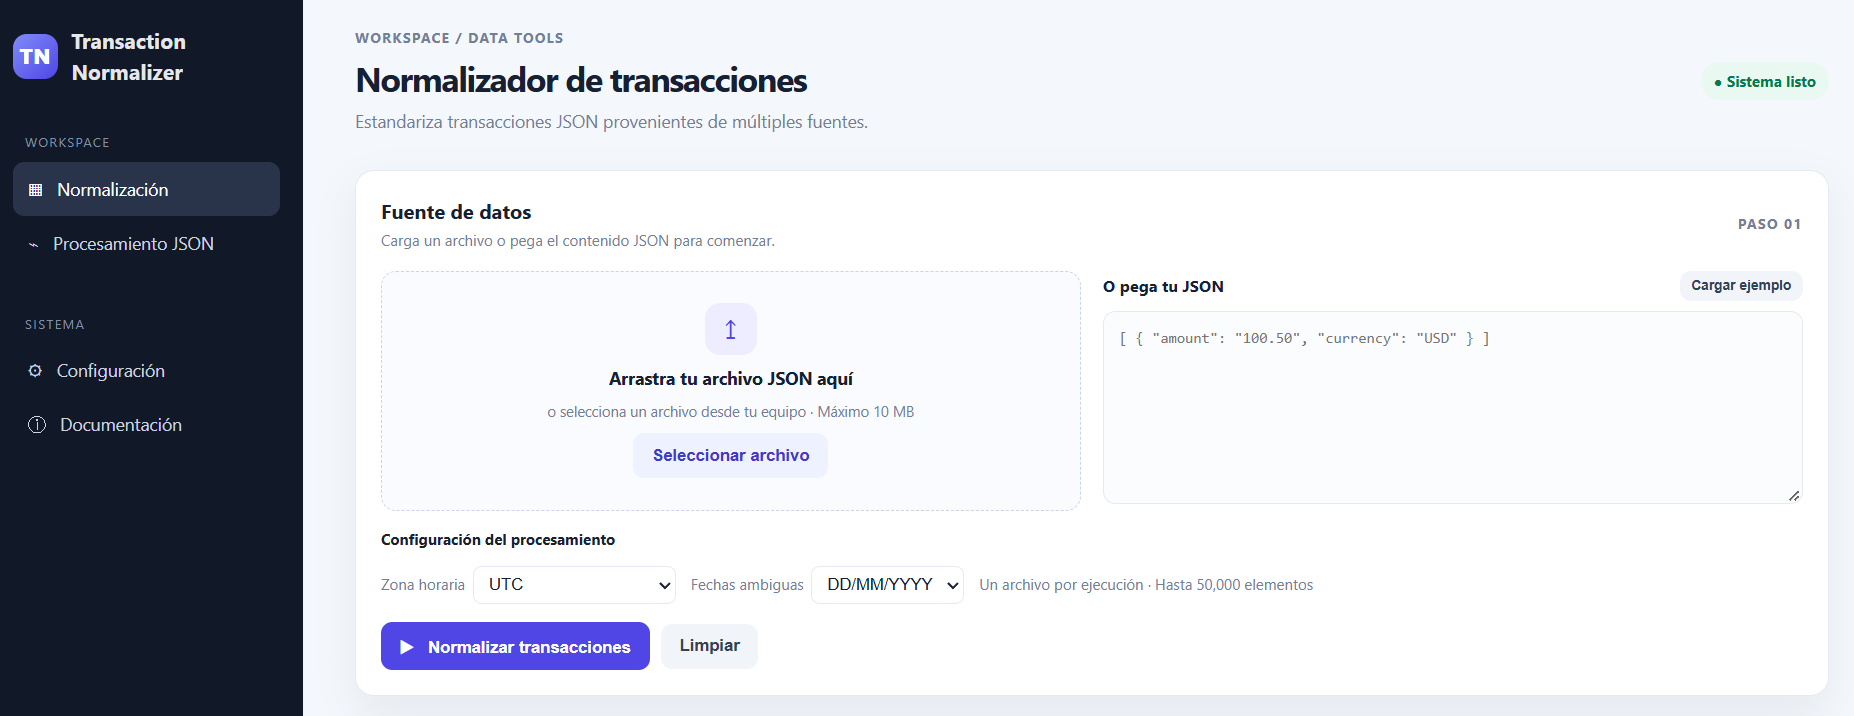 TN
Transaction
Normalizer
WORKSPACE
Normalización
Procesamiento JSON
SISTEMA
Configuración
Documentación
WORKSPACE / DATA TOOLS
Normalizador de transacciones
Estandariza transacciones JSON provenientes de múltiples fuentes.
● Sistema listo
Fuente de datos
Carga un archivo o pega el contenido JSON para comenzar.
PASO 01
Arrastra tu archivo JSON aquí
o selecciona un archivo desde tu equipo · Máximo 10 MB
Seleccionar archivo
O pega tu JSON
Cargar ejemplo
[ { "amount": "100.50", "currency": "USD" } ]
Configuración del procesamiento
Zona horaria UTC Fechas ambiguas DD/MM/YYYY Un archivo por ejecución · Hasta 50,000 elementos
▶ Normalizar transacciones
Limpiar